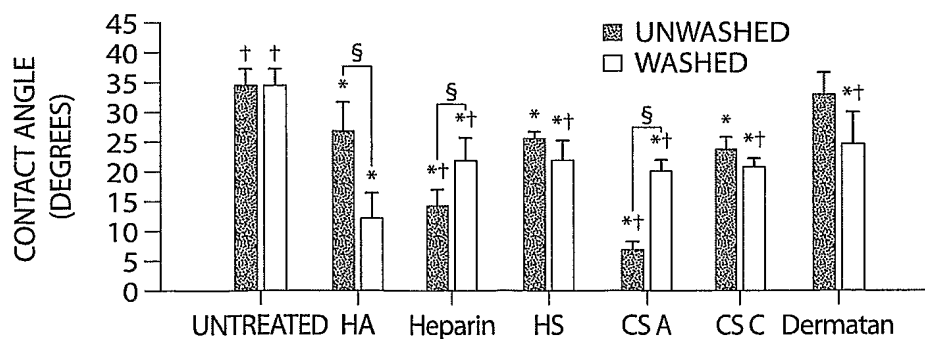 CONTACT ANGLE
(DEGREES)
45
40
35
30
25
20
15
10
5
0
UNWASHED
WASHED
† †
* § *
*† § *†
* *†
*† § *†
* *†
*†
UNTREATED HA Heparin HS CS A CS C Dermatan